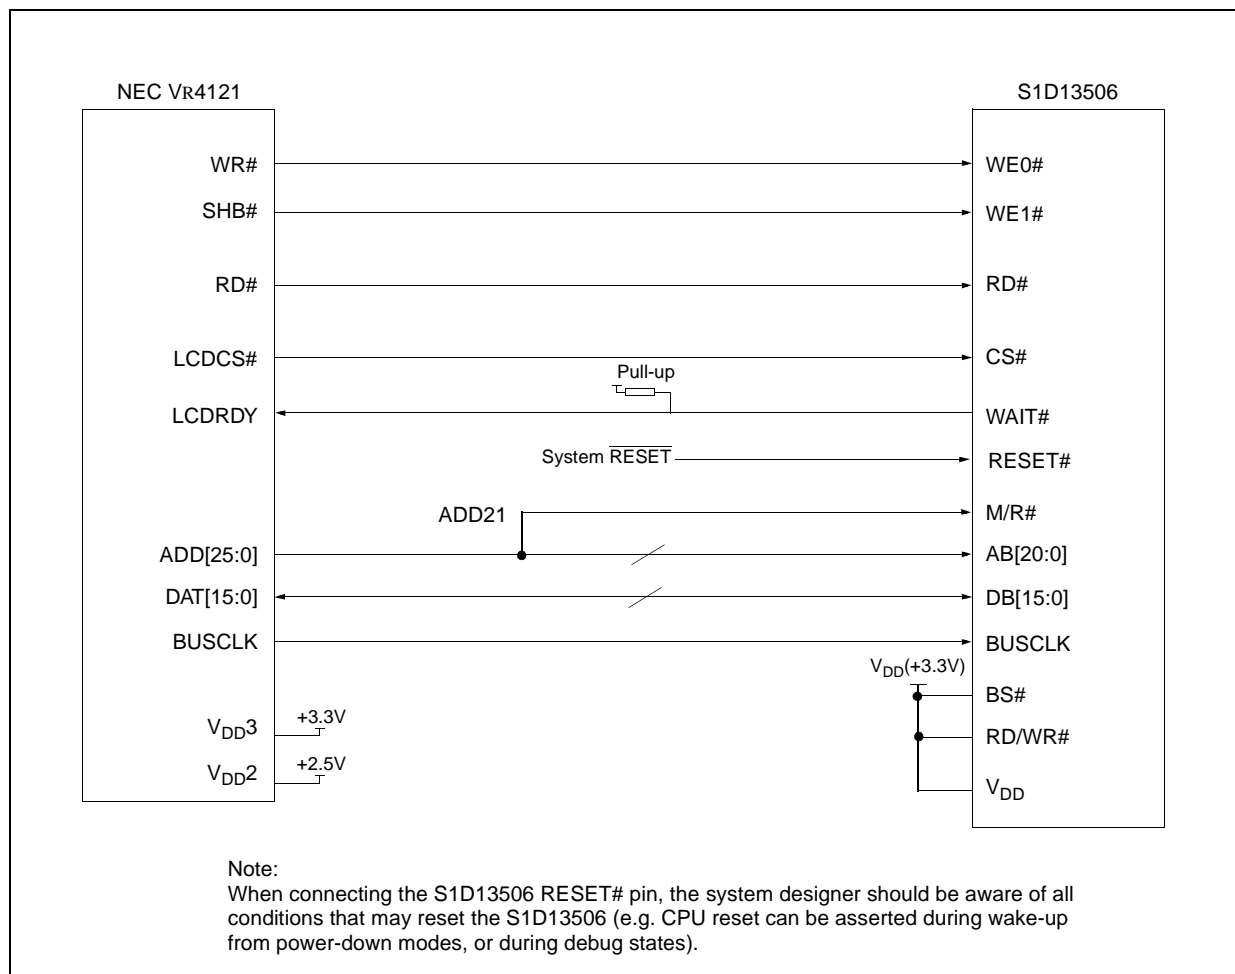 NEC VR4121
S1D13506
WR#
WE0#
SHB#
WE1#
RD#
RD#
LCDCS#
CS#
Pull-up
LCDRDY
WAIT#
System RESET
RESET#
ADD21
M/R#
ADD[25:0]
AB[20:0]
DAT[15:0]
DB[15:0]
BUSCLK
BUSCLK
VDD(+3.3V)
BS#
VDD3
+3.3V
RD/WR#
VDD2
+2.5V
VDD
Note:
When connecting the S1D13506 RESET# pin, the system designer should be aware of all
conditions that may reset the S1D13506 (e.g. CPU reset can be asserted during wake-up
from power-down modes, or during debug states).